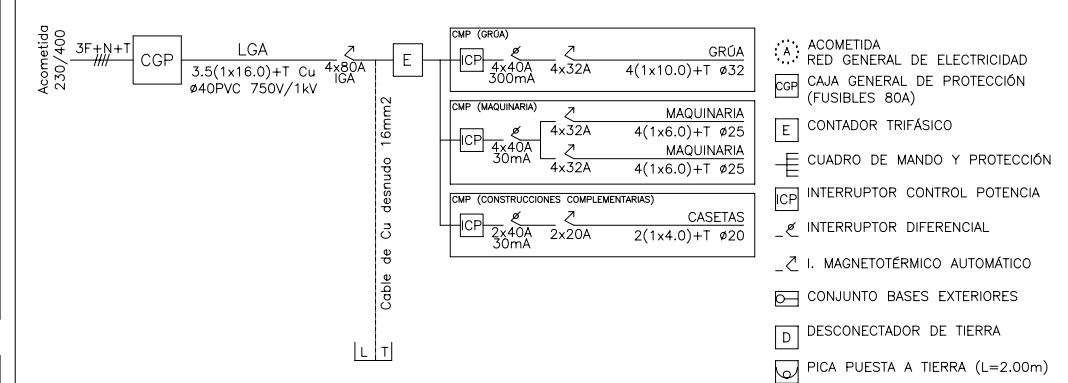 Acometida
230/400
3F+N+T
CGP
LGA
3.5(1x16.0)+T Cu
ø40PVC 750V/1kV
4x80A
IGA
Cable de Cu desnudo 16mm2
L T
E
CMP (GRÚA)
ICP
4x40A
300mA
4x32A
GRÚA
4(1x10.0)+T ø32
CMP (MAQUINARIA)
ICP
4x40A
30mA
4x32A
MAQUINARIA
4(1x6.0)+T ø25
4x32A
MAQUINARIA
4(1x6.0)+T ø25
CMP (CONSTRUCCIONES COMPLEMENTARIAS)
ICP
2x40A
30mA
2x20A
CASETAS
2(1x4.0)+T ø20
A ACOMETIDA
RED GENERAL DE ELECTRICIDAD
CGP CAJA GENERAL DE PROTECCIÓN
(FUSIBLES 80A)
E CONTADOR TRIFÁSICO
CUADRO DE MANDO Y PROTECCIÓN
ICP INTERRUPTOR CONTROL POTENCIA
INTERRUPTOR DIFERENCIAL
I. MAGNETOTÉRMICO AUTOMÁTICO
CONJUNTO BASES EXTERIORES
D DESCONECTADOR DE TIERRA
PICA PUESTA A TIERRA (L=2.00m)